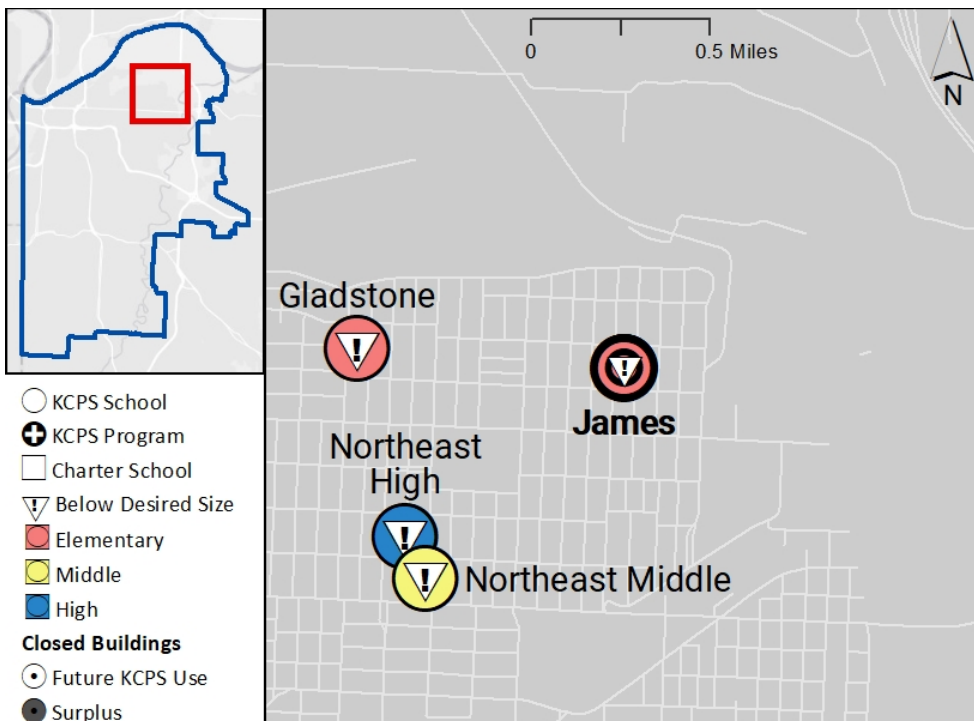 0 0.5 Miles
N
Gladstone
James
Northeast
High
Northeast Middle
KCPS School
KCPS Program
Charter School
! Below Desired Size
Elementary
Middle
High
Closed Buildings
Future KCPS Use
Surplus